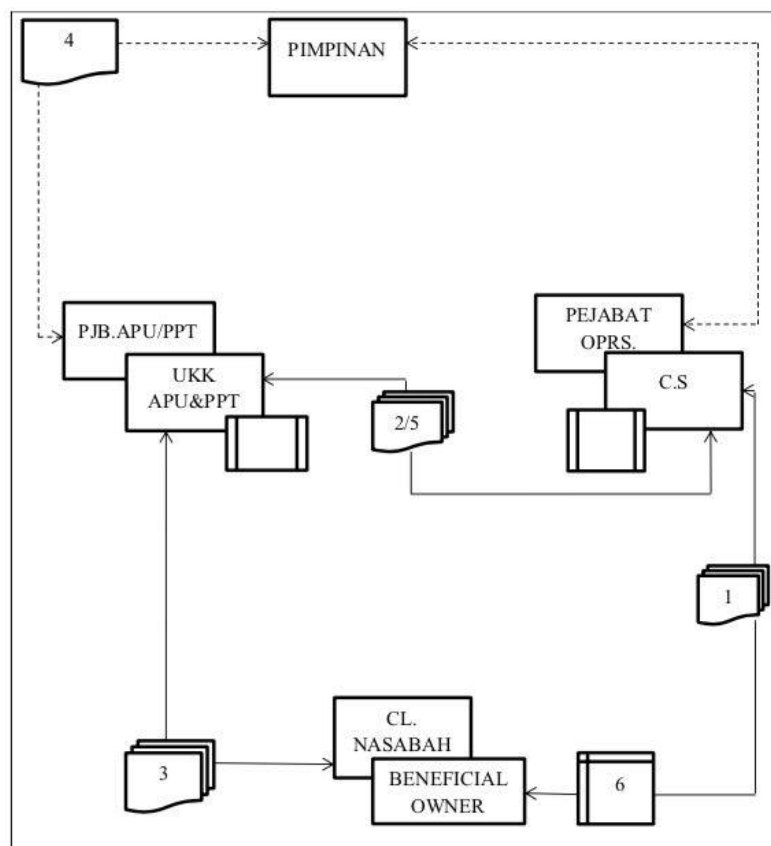 4
PIMPINAN
PJB.APU/PPT
UKK
APU&PPT
PEJABAT
OPRS.
C.S
2/5
1
CL.
NASABAH
BENEFICIAL
OWNER
3
6